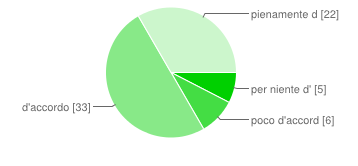 pienamente d [22]
per niente d' [5]
d'accordo [33]
poco d'accord [6]